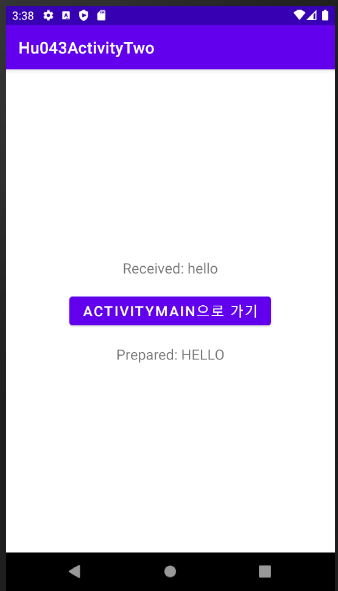 3:38
Hu043ActivityTwo
Received: hello
ACTIVITYMAIN으로 가기
Prepared: HELLO